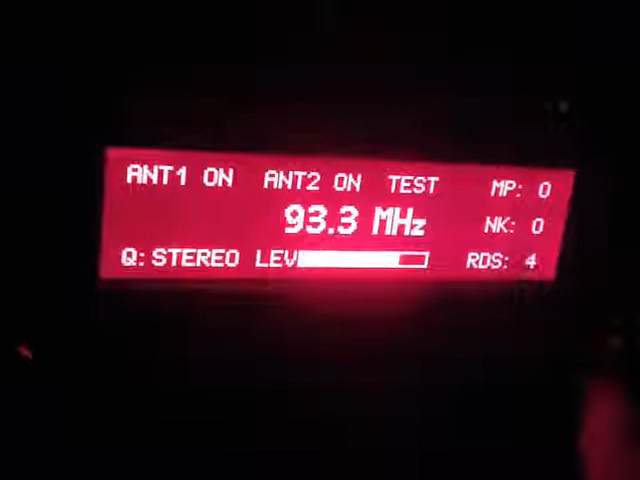 ANT1 ON ANT2 ON TEST MP: 0
93.3 MHz NK: 0
Q: STEREO LEV RDS: 4